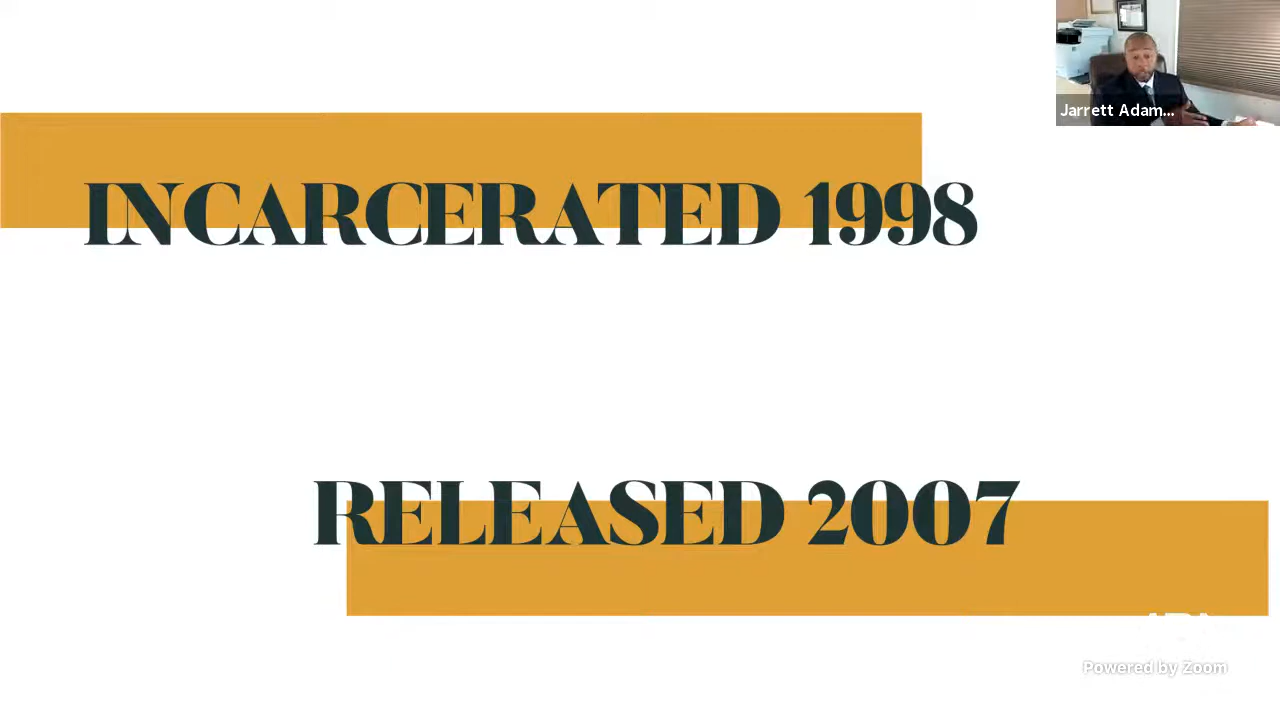 Jarrett Adam...
INCARCERATED 1998
RELEASED 2007
Powered by Zoom